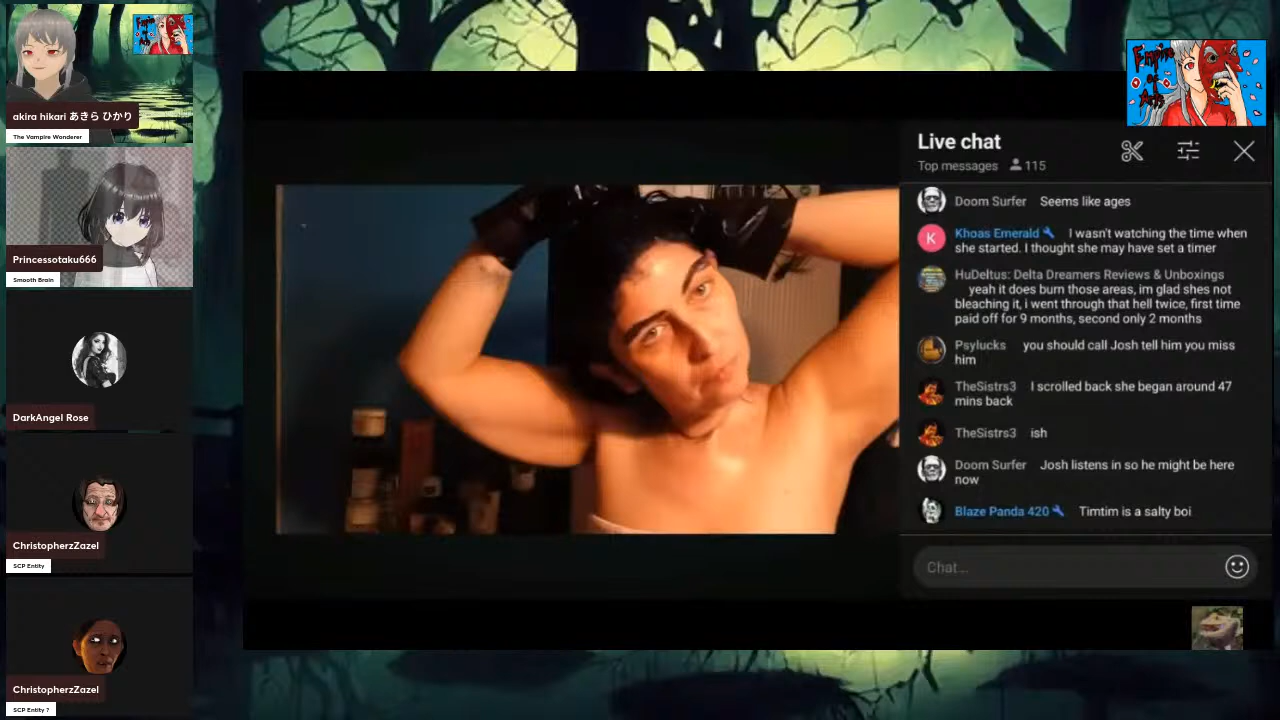 akira hikari あきら ひかり
The Vampire Wonderer
Princessotaku666
Smooth Brain
DarkAngel Rose
ChristopherzZazel
SCP Entity
ChristopherzZazel
SCP Entity ?
Empire
of
Arts
Live chat
Top messages 115
Doom Surfer Seems like ages
K Khoas Emerald I wasn't watching the time when
she started. I thought she may have set a timer
HuDeltus: Delta Dreamers Reviews & Unboxings
yeah it does burn those areas, im glad shes not
bleaching it, i went through that hell twice, first time
paid off for 9 months, second only 2 months
Psylucks you should call Josh tell him you miss
him
TheSistrs3 I scrolled back she began around 47
mins back
TheSistrs3 ish
Doom Surfer Josh listens in so he might be here
now
Blaze Panda 420 Timtim is a salty boi
Chat...